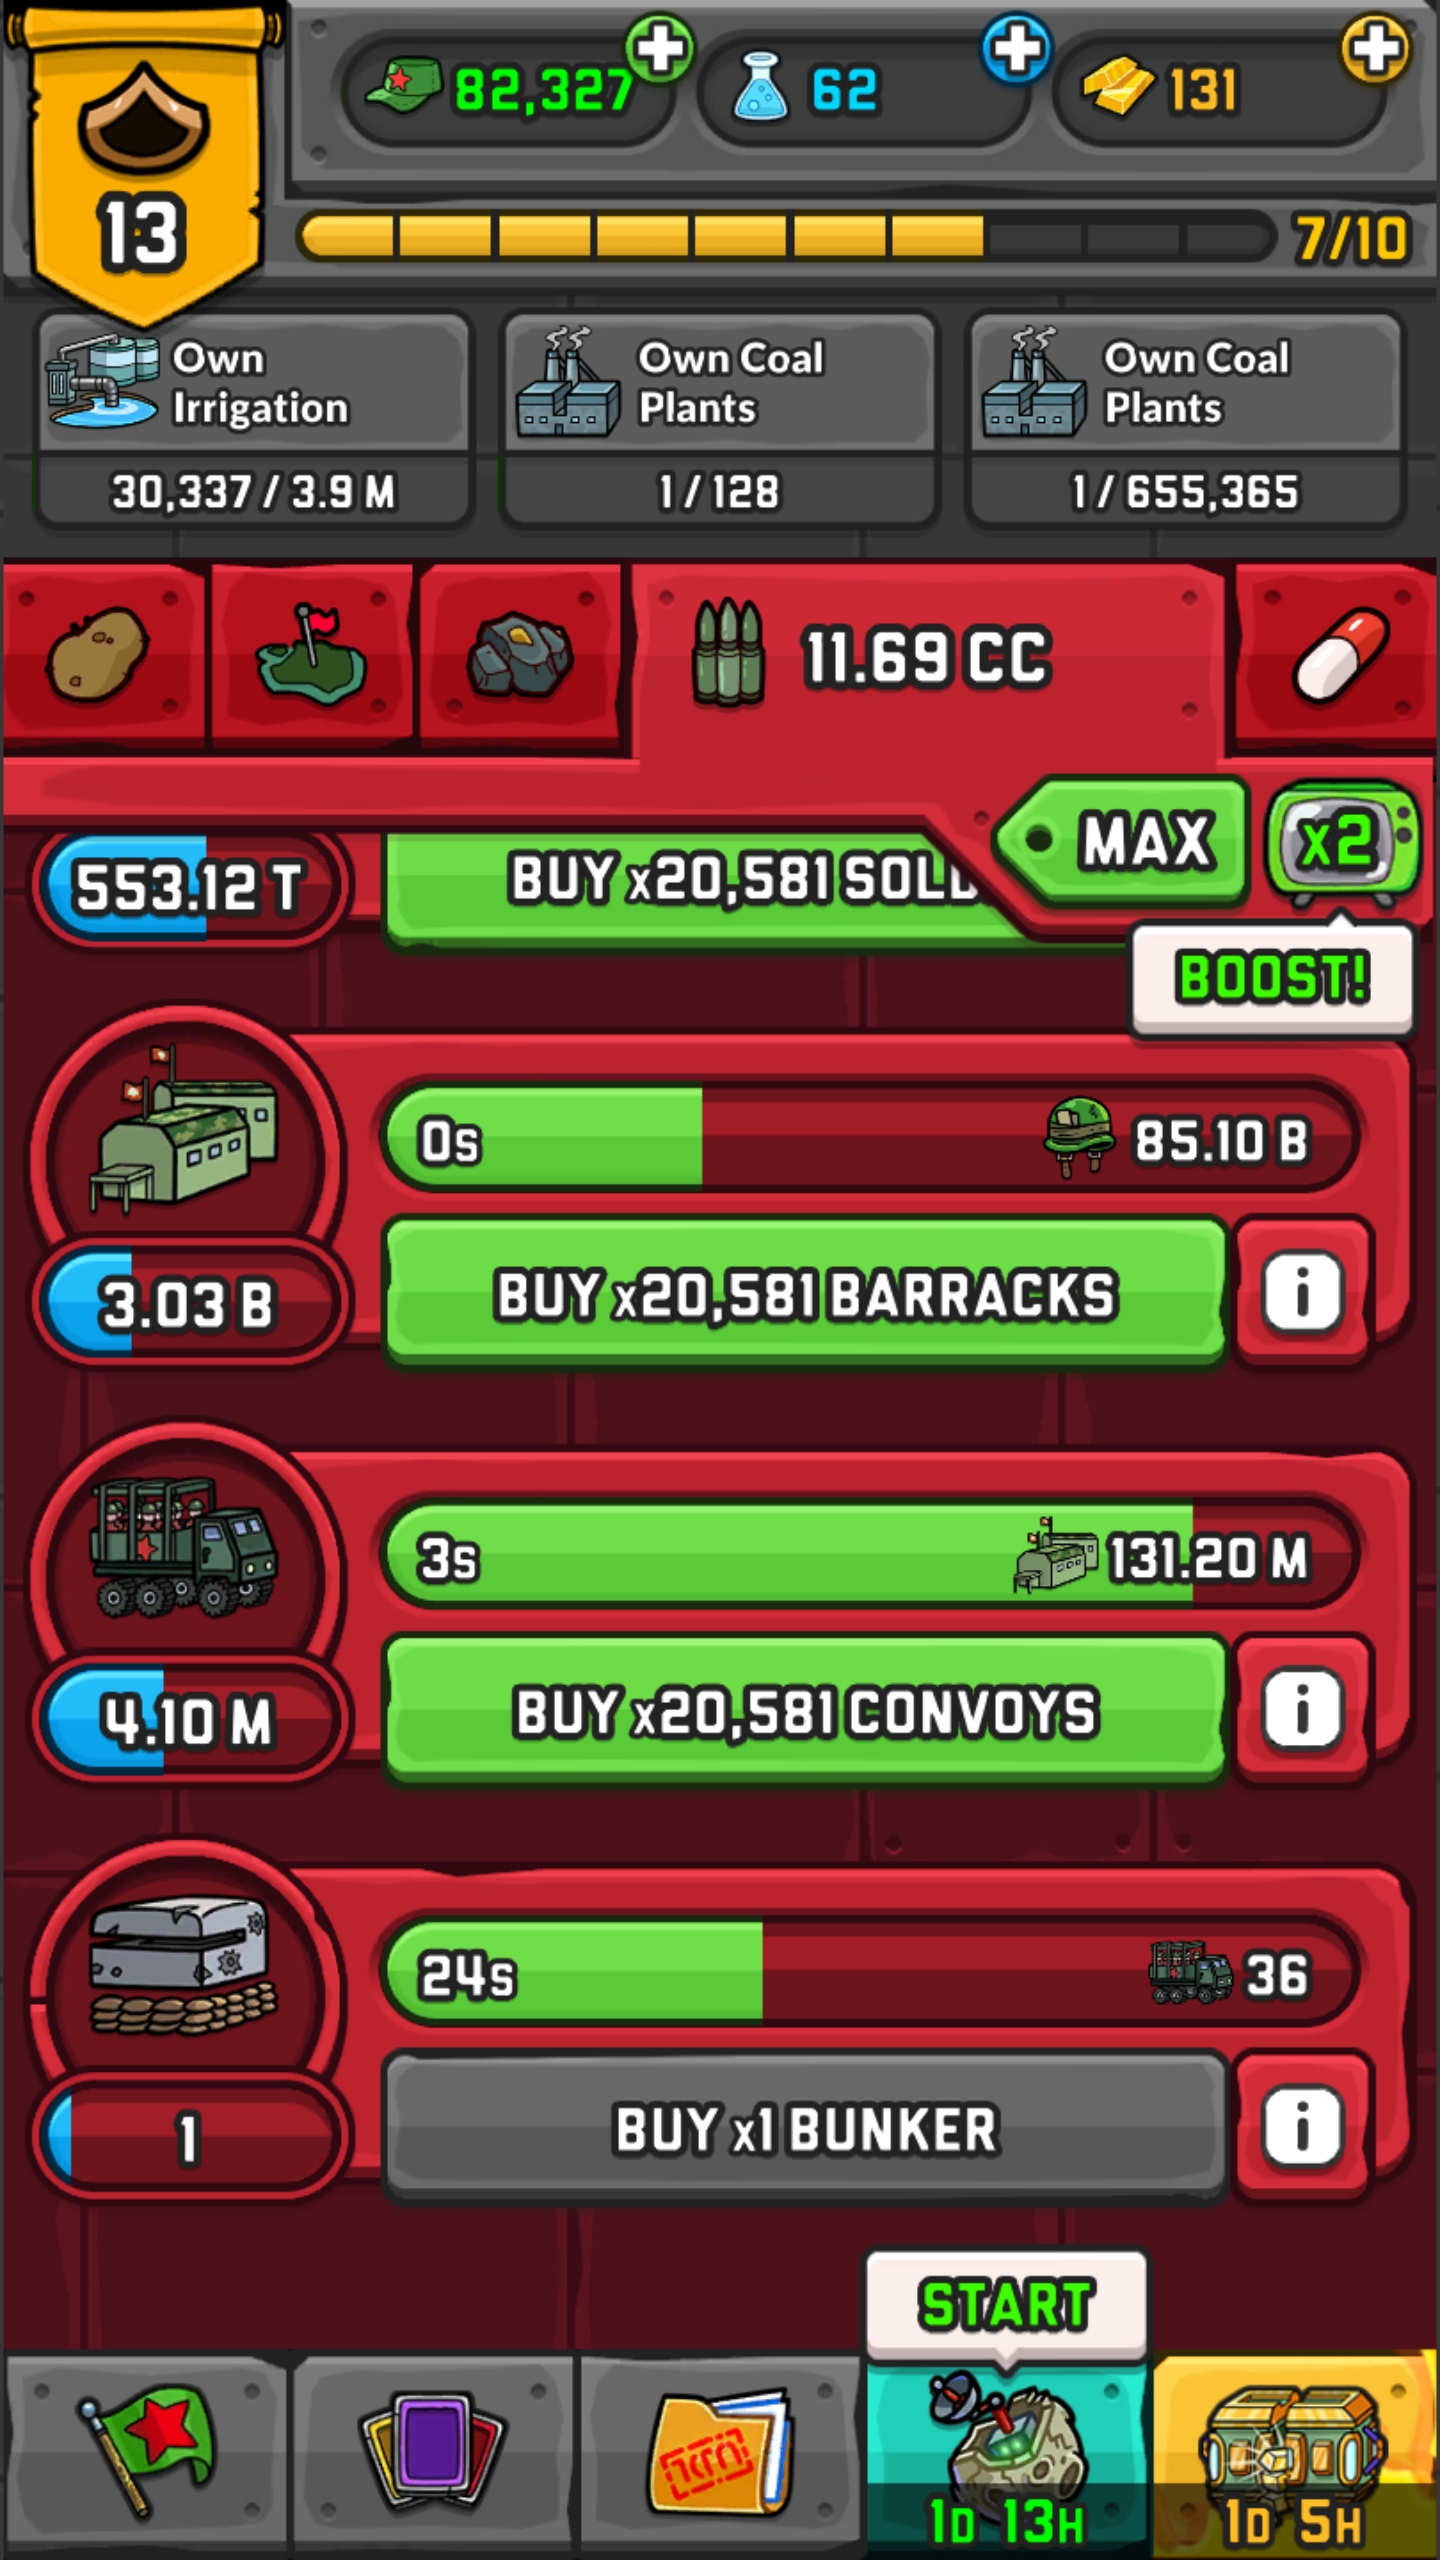 82,327
62
131
13
7/10
Own
Irrigation
30,337 / 3.9 M
Own Coal
Plants
1 / 128
Own Coal
Plants
1 / 655,365
11.69 CC
MAX
x2
BOOST!
553.12 T
BUY x20,581 SOLD
0s
85.10 B
3.03 B
BUY x20,581 BARRACKS
i
3s
131.20 M
4.10 M
BUY x20,581 CONVOYS
i
24s
36
1
BUY x1 BUNKER
i
START
1D 13H
1D 5H